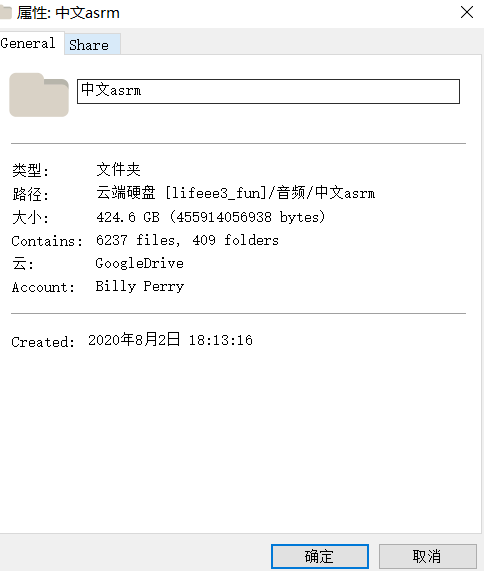 属性: 中文asrm
General
Share
中文asrm
类型: 文件夹
路径: 云端硬盘 [lifeee3_fun]/音频/中文asrm
大小: 424.6 GB (455914056938 bytes)
Contains: 6237 files, 409 folders
云: GoogleDrive
Account: Billy Perry
Created: 2020年8月2日 18:13:16
确定
取消